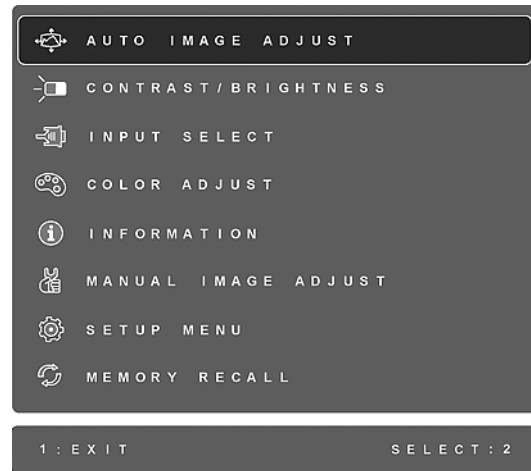 AUTO IMAGE ADJUST
CONTRAST/BRIGHTNESS
INPUT SELECT
COLOR ADJUST
INFORMATION
MANUAL IMAGE ADJUST
SETUP MENU
MEMORY RECALL
1:EXIT SELECT:2